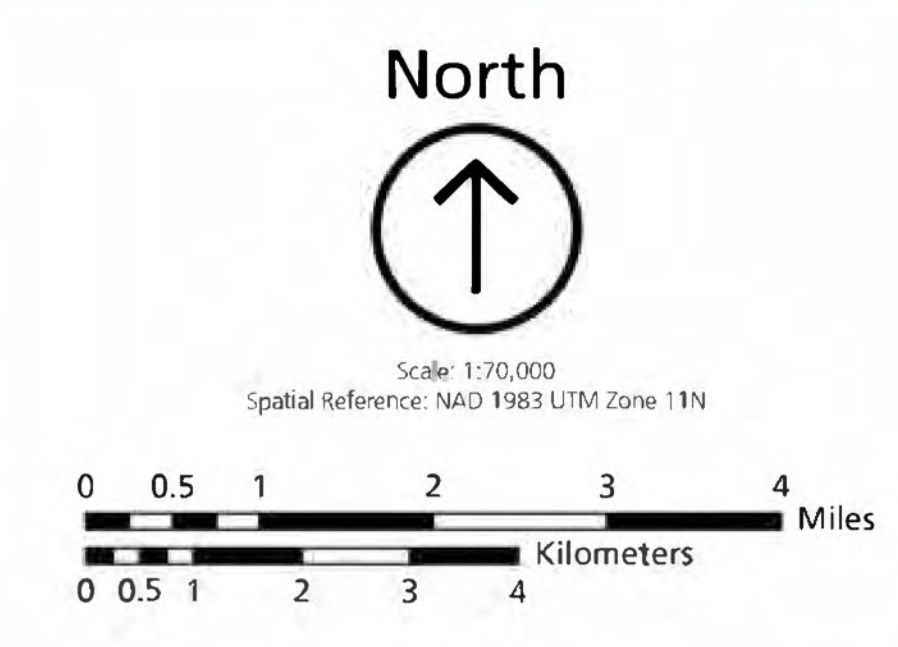 North
Scale: 1:70,000
Spatial Reference: NAD 1983 UTM Zone 11N
0 0.5 1 2 3 4
Miles
Kilometers
0 0.5 1 2 3 4